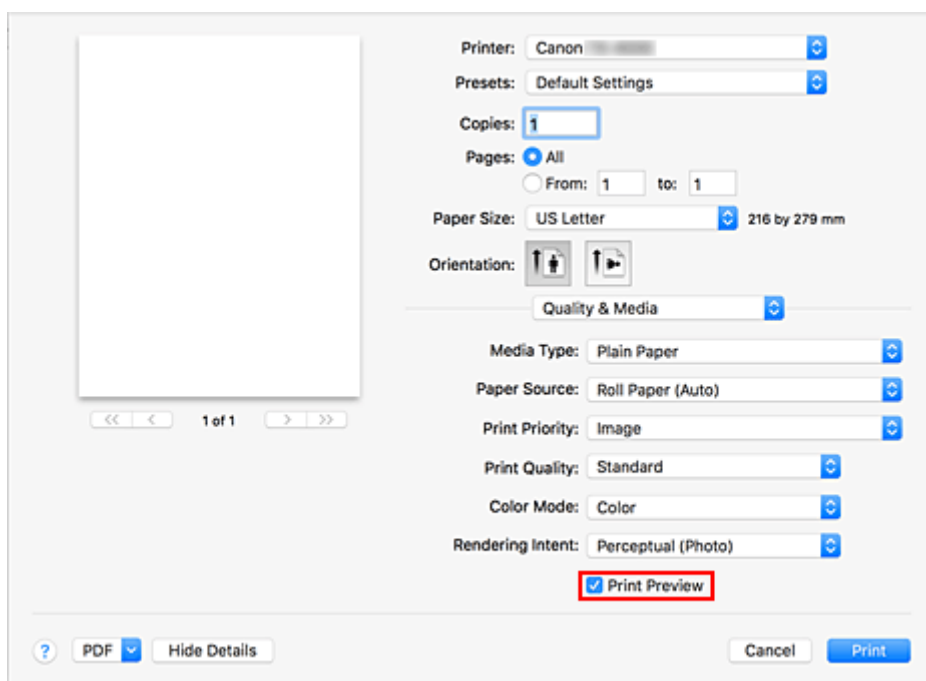 Printer: Canon
Presets: Default Settings
Copies: 1
Pages: All
From: 1 to: 1
Paper Size: US Letter 216 by 279 mm
Orientation:
Quality & Media
Media Type: Plain Paper
Paper Source: Roll Paper (Auto)
<< < 1 of 1 > >>
Print Priority: Image
Print Quality: Standard
Color Mode: Color
Rendering Intent: Perceptual (Photo)
Print Preview
? PDF Hide Details Cancel Print